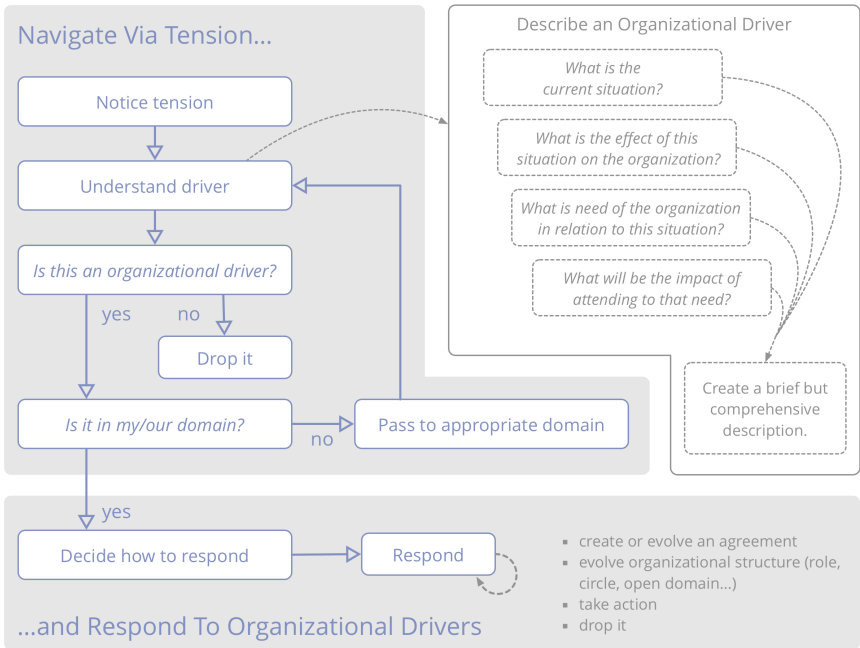 Navigate Via Tension...
Notice tension
Understand driver
Is this an organizational driver?
yes
no
Drop it
Is it in my/our domain?
no
Pass to appropriate domain
Describe an Organizational Driver
What is the
current situation?
What is the effect of this
situation on the organization?
What is need of the organization
in relation to this situation?
What will be the impact of
attending to that need?
Create a brief but
comprehensive
description.
yes
Decide how to respond
Respond
▪ create or evolve an agreement
▪ evolve organizational structure (role,
circle, open domain...)
▪ take action
▪ drop it
...and Respond To Organizational Drivers